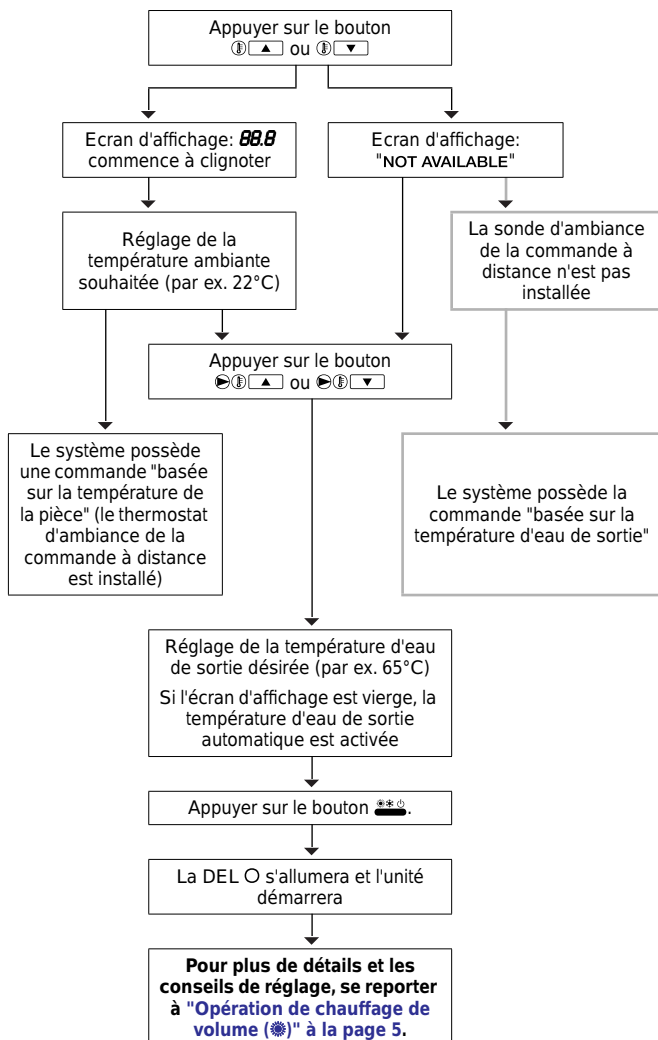 Appuyer sur le bouton
▲ ou ▼
Ecran d'affichage: 88.8
commence à clignoter
Ecran d'affichage:
"NOT AVAILABLE"
Réglage de la
température ambiante
souhaitée (par ex. 22°C)
La sonde d'ambiance
de la commande à
distance n'est pas
installée
Appuyer sur le bouton
▲ ou ▼
Le système possède
une commande "basée
sur la température de
la pièce" (le thermostat
d'ambiance de la
commande à distance
est installé)
Le système possède la
commande "basée sur la
température d'eau de sortie"
Réglage de la température d'eau
de sortie désirée (par ex. 65°C)
Si l'écran d'affichage est vierge, la
température d'eau de sortie
automatique est activée
Appuyer sur le bouton .
La DEL O s'allumera et l'unité
démarrera
Pour plus de détails et les
conseils de réglage, se reporter
à "Opération de chauffage de
volume (☀)" à la page 5.